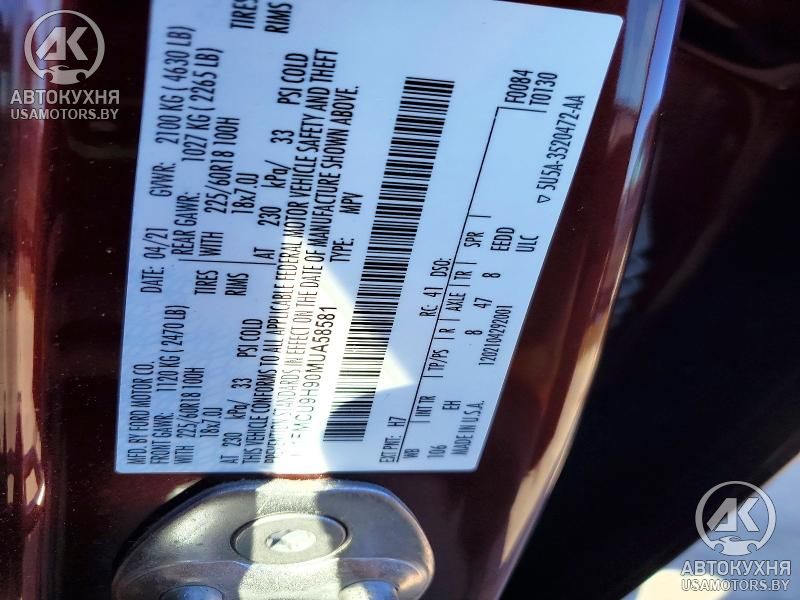 АК
АВТОКУХНЯ
USAMOTORS.BY
MFD. BY FORD MOTOR CO.
DATE: 04/21 GVWR: 2100 KG ( 4630 LB)
FRONT GAWR: 1120 KG ( 2470 LB) REAR GAWR: 1027 KG ( 2265 LB)
WITH 225/60R18 100H TIRES WITH 225/60R18 100H TIRES
18x7.0J RIMS 18x7.0J RIMS
AT 230 kPa/ 33 PSI COLD AT 230 kPa/ 33 PSI COLD
THIS VEHICLE CONFORMS TO ALL APPLICABLE FEDERAL MOTOR VEHICLE SAFETY AND THEFT
PREVENTION STANDARDS IN EFFECT ON THE DATE OF MANUFACTURE SHOWN ABOVE.
FMCU9H90MUA58581 TYPE: MPV
EXT PNT: H7 RC: 41 DSO: F0084
T0130
WB INT TR TP/PS R AXLE TR SPR
106 EH 8 47 8 EEDD
MADE IN U.S.A. 1202104292001 ULC
▽ 5U5A-3520472-AA
АК
АВТОКУХНЯ
USAMOTORS.BY